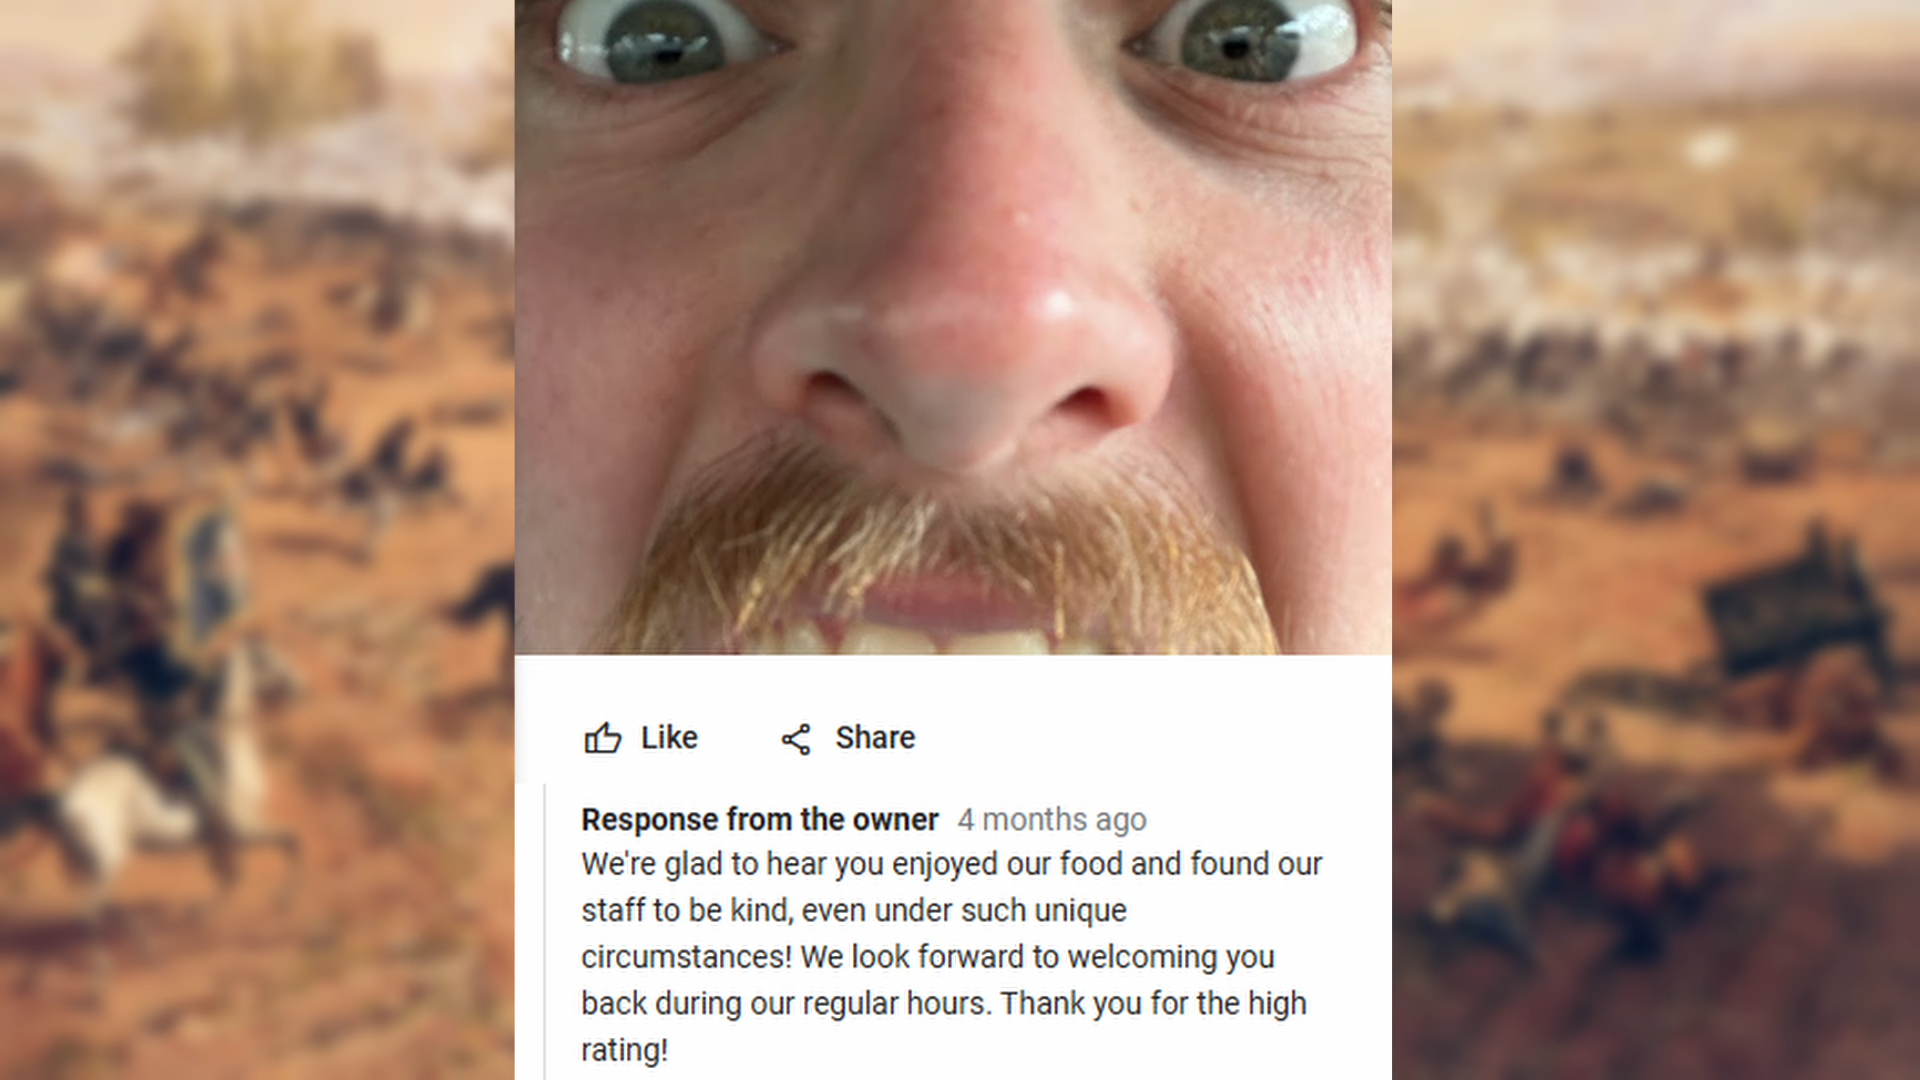 Like Share
Response from the owner 4 months ago
We're glad to hear you enjoyed our food and found our
staff to be kind, even under such unique
circumstances! We look forward to welcoming you
back during our regular hours. Thank you for the high
rating!